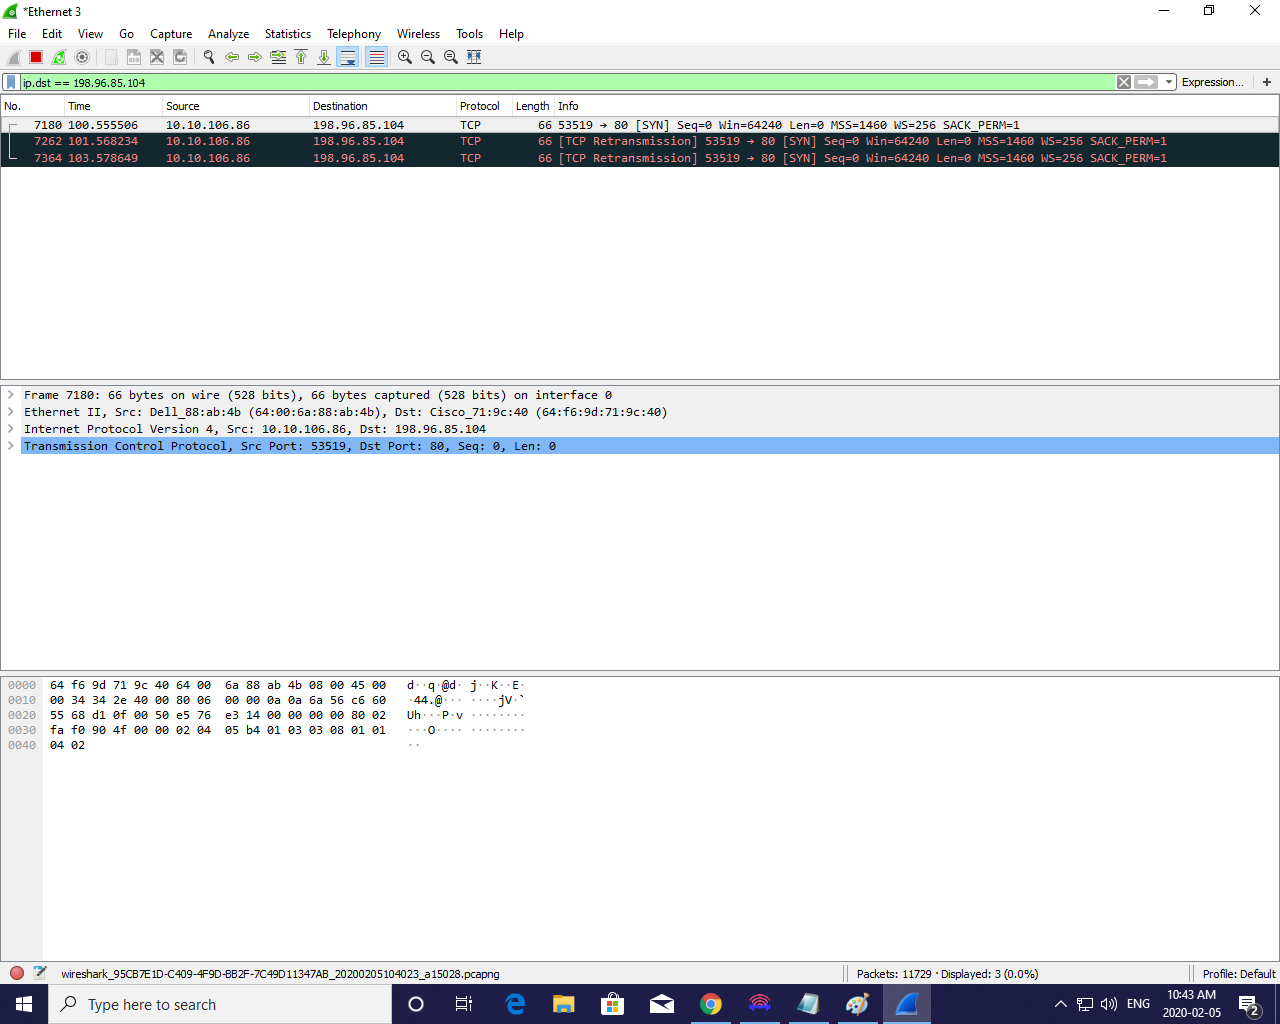 *Ethernet 3
File Edit View Go Capture Analyze Statistics Telephony Wireless Tools Help
ip.dst == 198.96.85.104
Expression... +
No. Time Source Destination Protocol Length Info
7180 100.555506 10.10.106.86 198.96.85.104 TCP 66 53519 → 80 [SYN] Seq=0 Win=64240 Len=0 MSS=1460 WS=256 SACK_PERM=1
7262 101.568234 10.10.106.86 198.96.85.104 TCP 66 [TCP Retransmission] 53519 → 80 [SYN] Seq=0 Win=64240 Len=0 MSS=1460 WS=256 SACK_PERM=1
7364 103.578649 10.10.106.86 198.96.85.104 TCP 66 [TCP Retransmission] 53519 → 80 [SYN] Seq=0 Win=64240 Len=0 MSS=1460 WS=256 SACK_PERM=1
Frame 7180: 66 bytes on wire (528 bits), 66 bytes captured (528 bits) on interface 0
Ethernet II, Src: Dell_88:ab:4b (64:00:6a:88:ab:4b), Dst: Cisco_71:9c:40 (64:f6:9d:71:9c:40)
Internet Protocol Version 4, Src: 10.10.106.86, Dst: 198.96.85.104
Transmission Control Protocol, Src Port: 53519, Dst Port: 80, Seq: 0, Len: 0
0000 64 f6 9d 71 9c 40 64 00 6a 88 ab 4b 08 00 45 00 d··q·@d· j··K··E·
0010 00 34 34 2e 40 00 80 06 00 00 0a 0a 6a 56 c6 60 ·44.@··· ····jV·`
0020 55 68 d1 0f 00 50 e5 76 e3 14 00 00 00 00 80 02 Uh···P·v ········
0030 fa f0 90 4f 00 00 02 04 05 b4 01 03 03 08 01 01 ···O···· ········
0040 04 02 ··
wireshark_95CB7E1D-C409-4F9D-BB2F-7C49D11347AB_20200205104023_a15028.pcapng
Packets: 11729 · Displayed: 3 (0.0%)
Profile: Default
Type here to search
ENG
10:43 AM
2020-02-05
2